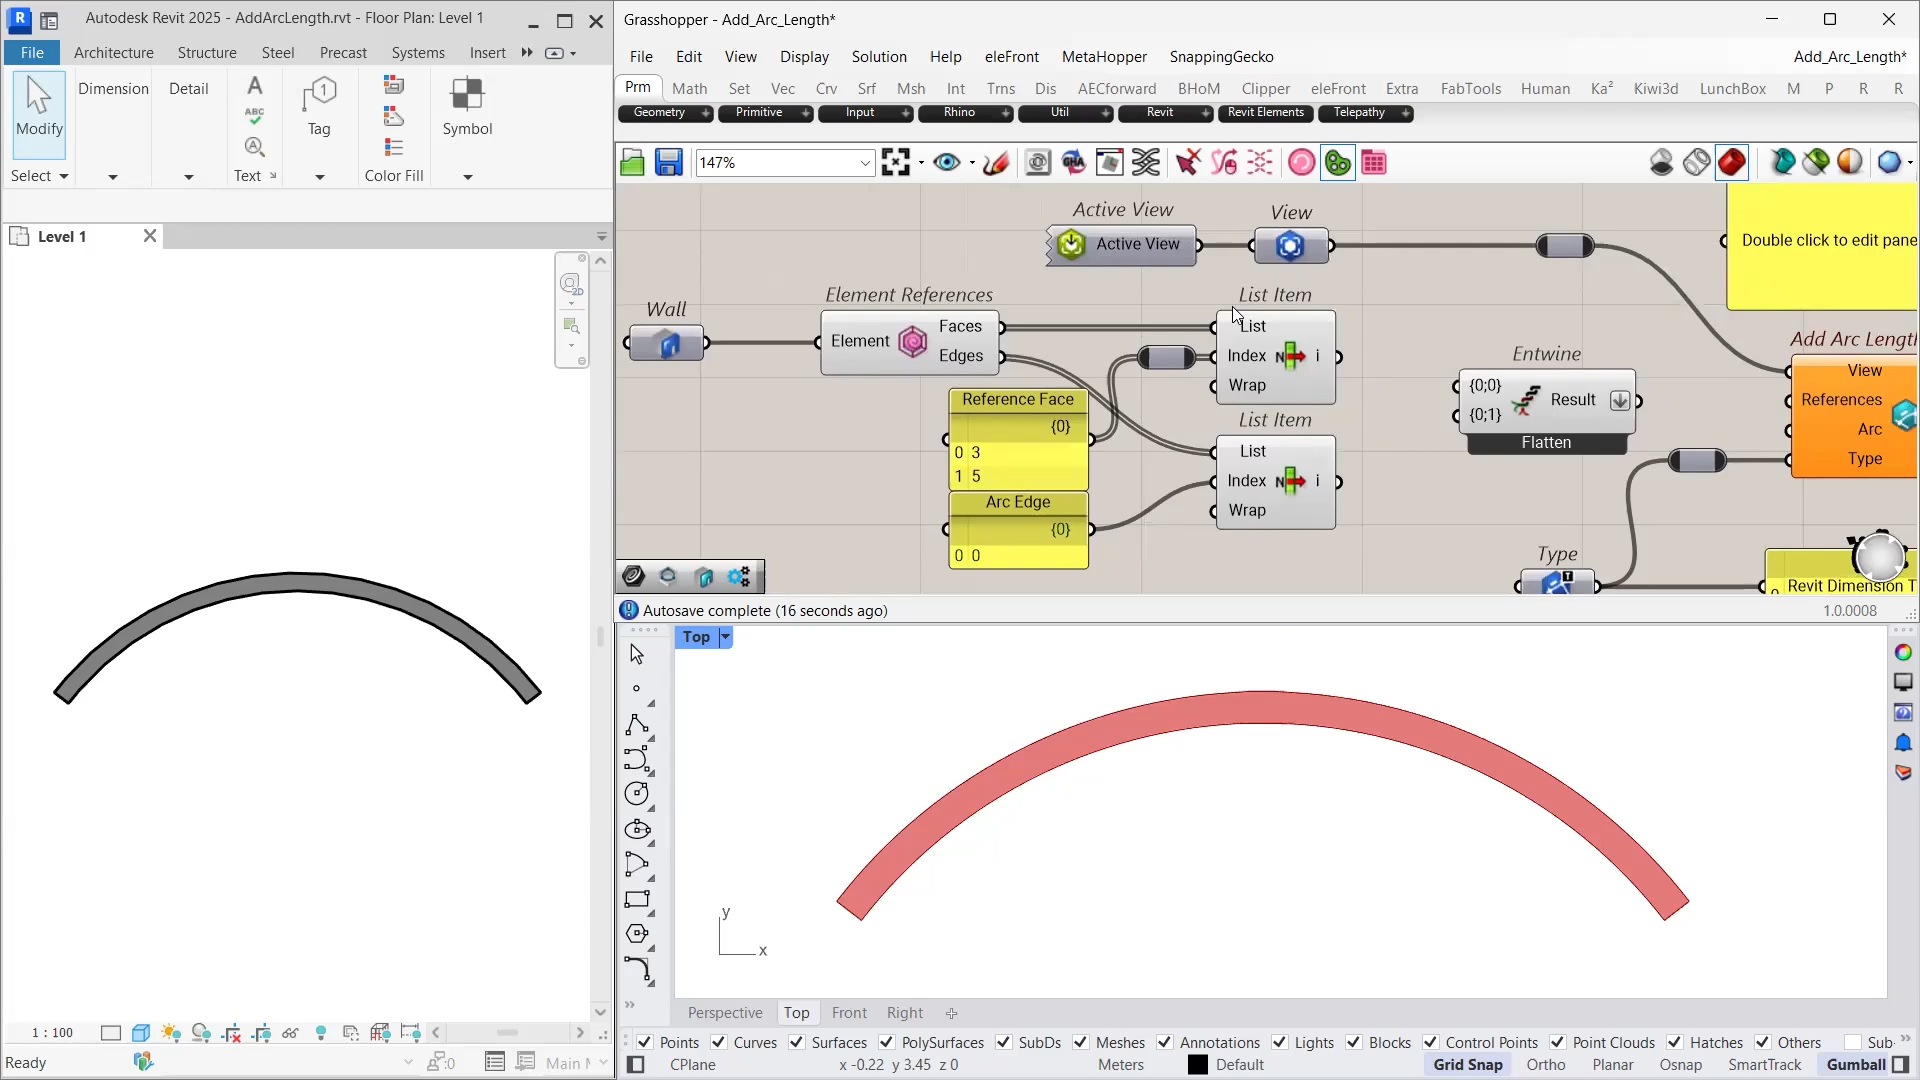 Autodesk Revit 2025 - AddArcLength.rvt - Floor Plan: Level 1
File Architecture Structure Steel Precast Systems Insert
Modify
Dimension
Detail
Tag
Symbol
Select
Text
Color Fill
Level 1
1 : 100
Ready
:0
Main
Grasshopper - Add_Arc_Length*
File Edit View Display Solution Help eleFront MetaHopper SnappingGecko
Add_Arc_Length*
Prm Math Set Vec Crv Srf Msh Int Trns Dis AECforward BHoM Clipper eleFront Extra FabTools Human Ka² Kiwi3d LunchBox M P R R
Geometry Primitive Input Rhino Util Revit Revit Elements Telepathy
147%
Active View
Active View
View
Double click to edit pane
Wall
Element References
Element
Faces
Edges
List Item
List
Index
Wrap
i
Reference Face
{0}
0 3
1 5
Arc Edge
{0}
0 0
List Item
List
Index
Wrap
i
Entwine
{0;0}
{0;1}
Result
Flatten
Add Arc Length
View
References
Arc
Type
Type
Revit Dimension T
Autosave complete (16 seconds ago)
1.0.0008
Top
y
x
Perspective Top Front Right
Points Curves Surfaces PolySurfaces SubDs Meshes Annotations Lights Blocks Control Points Point Clouds Hatches Others Sub
CPlane x -0.22 y 3.45 z 0 Meters Default Grid Snap Ortho Planar Osnap SmartTrack Gumball